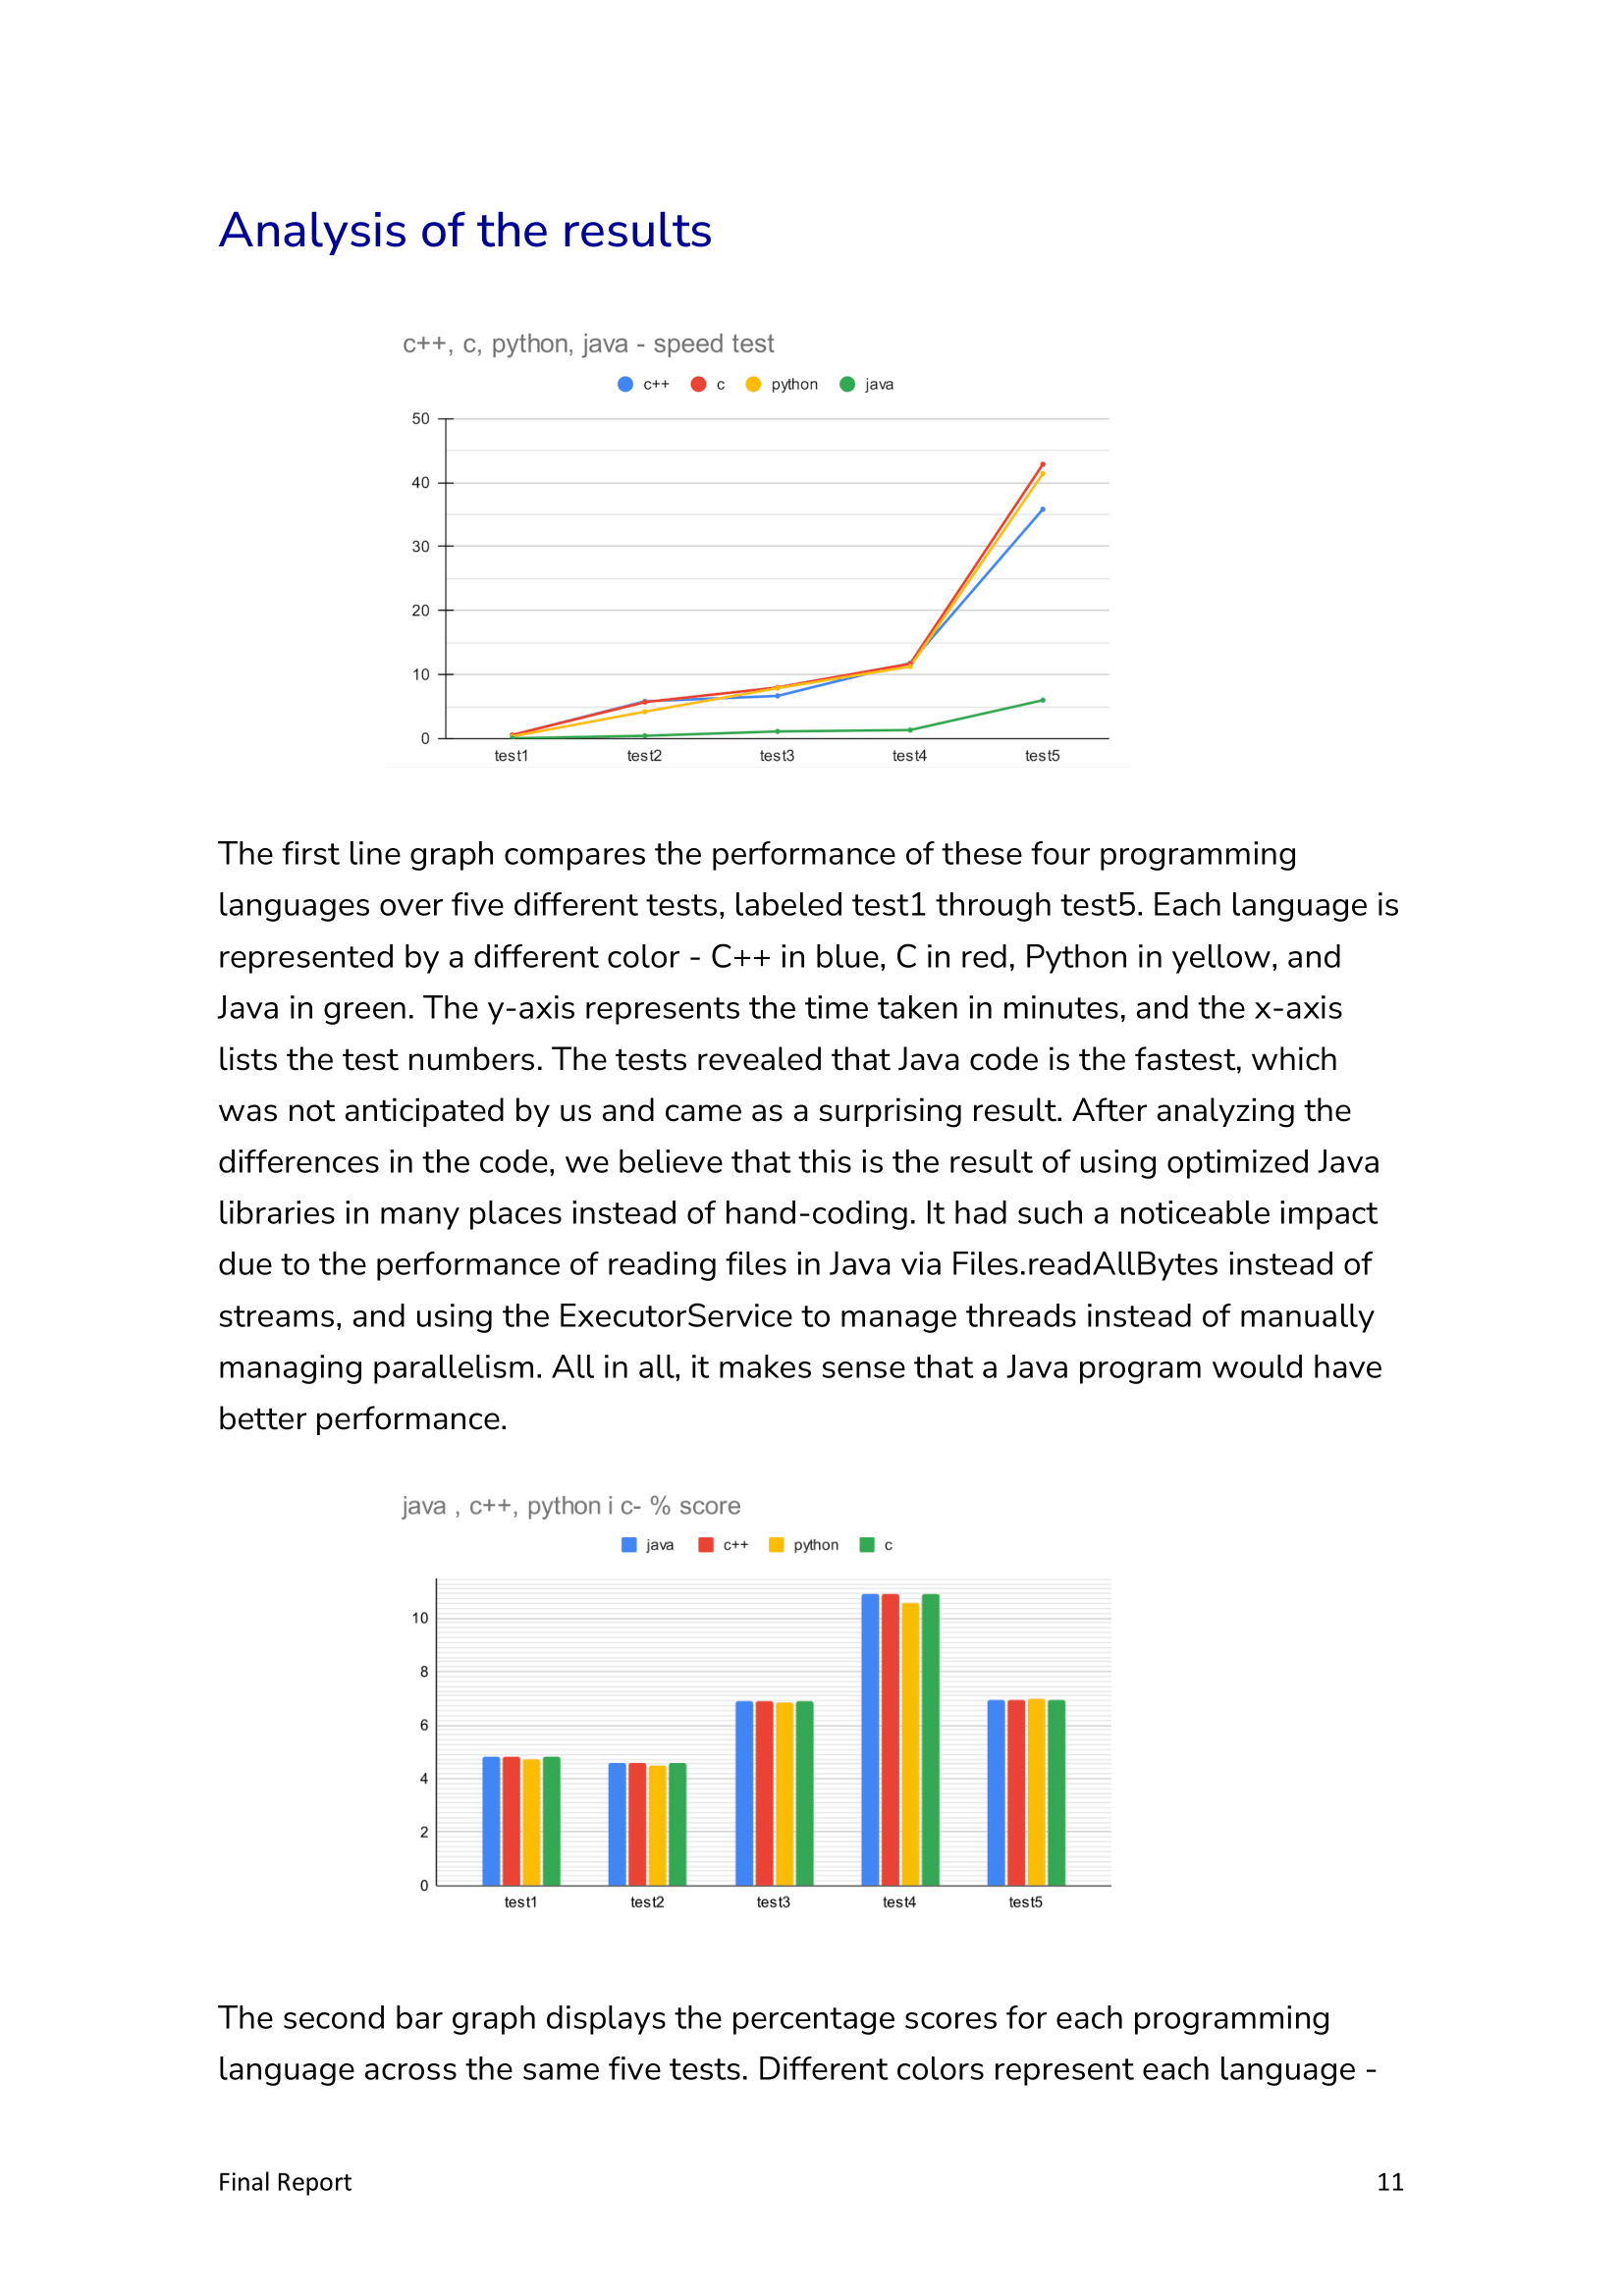 Analysis of the results
c++, c, python, java - speed test
c++ c python java
50
40
30
20
10
0
test1 test2 test3 test4 test5
The first line graph compares the performance of these four programming
languages over five different tests, labeled test1 through test5. Each language is
represented by a different color - C++ in blue, C in red, Python in yellow, and
Java in green. The y-axis represents the time taken in minutes, and the x-axis
lists the test numbers. The tests revealed that Java code is the fastest, which
was not anticipated by us and came as a surprising result. After analyzing the
differences in the code, we believe that this is the result of using optimized Java
libraries in many places instead of hand-coding. It had such a noticeable impact
due to the performance of reading files in Java via Files.readAllBytes instead of
streams, and using the ExecutorService to manage threads instead of manually
managing parallelism. All in all, it makes sense that a Java program would have
better performance.
java , c++, python i c- % score
java c++ python c
10
8
6
4
2
0
test1 test2 test3 test4 test5
The second bar graph displays the percentage scores for each programming
language across the same five tests. Different colors represent each language -
Final Report 11